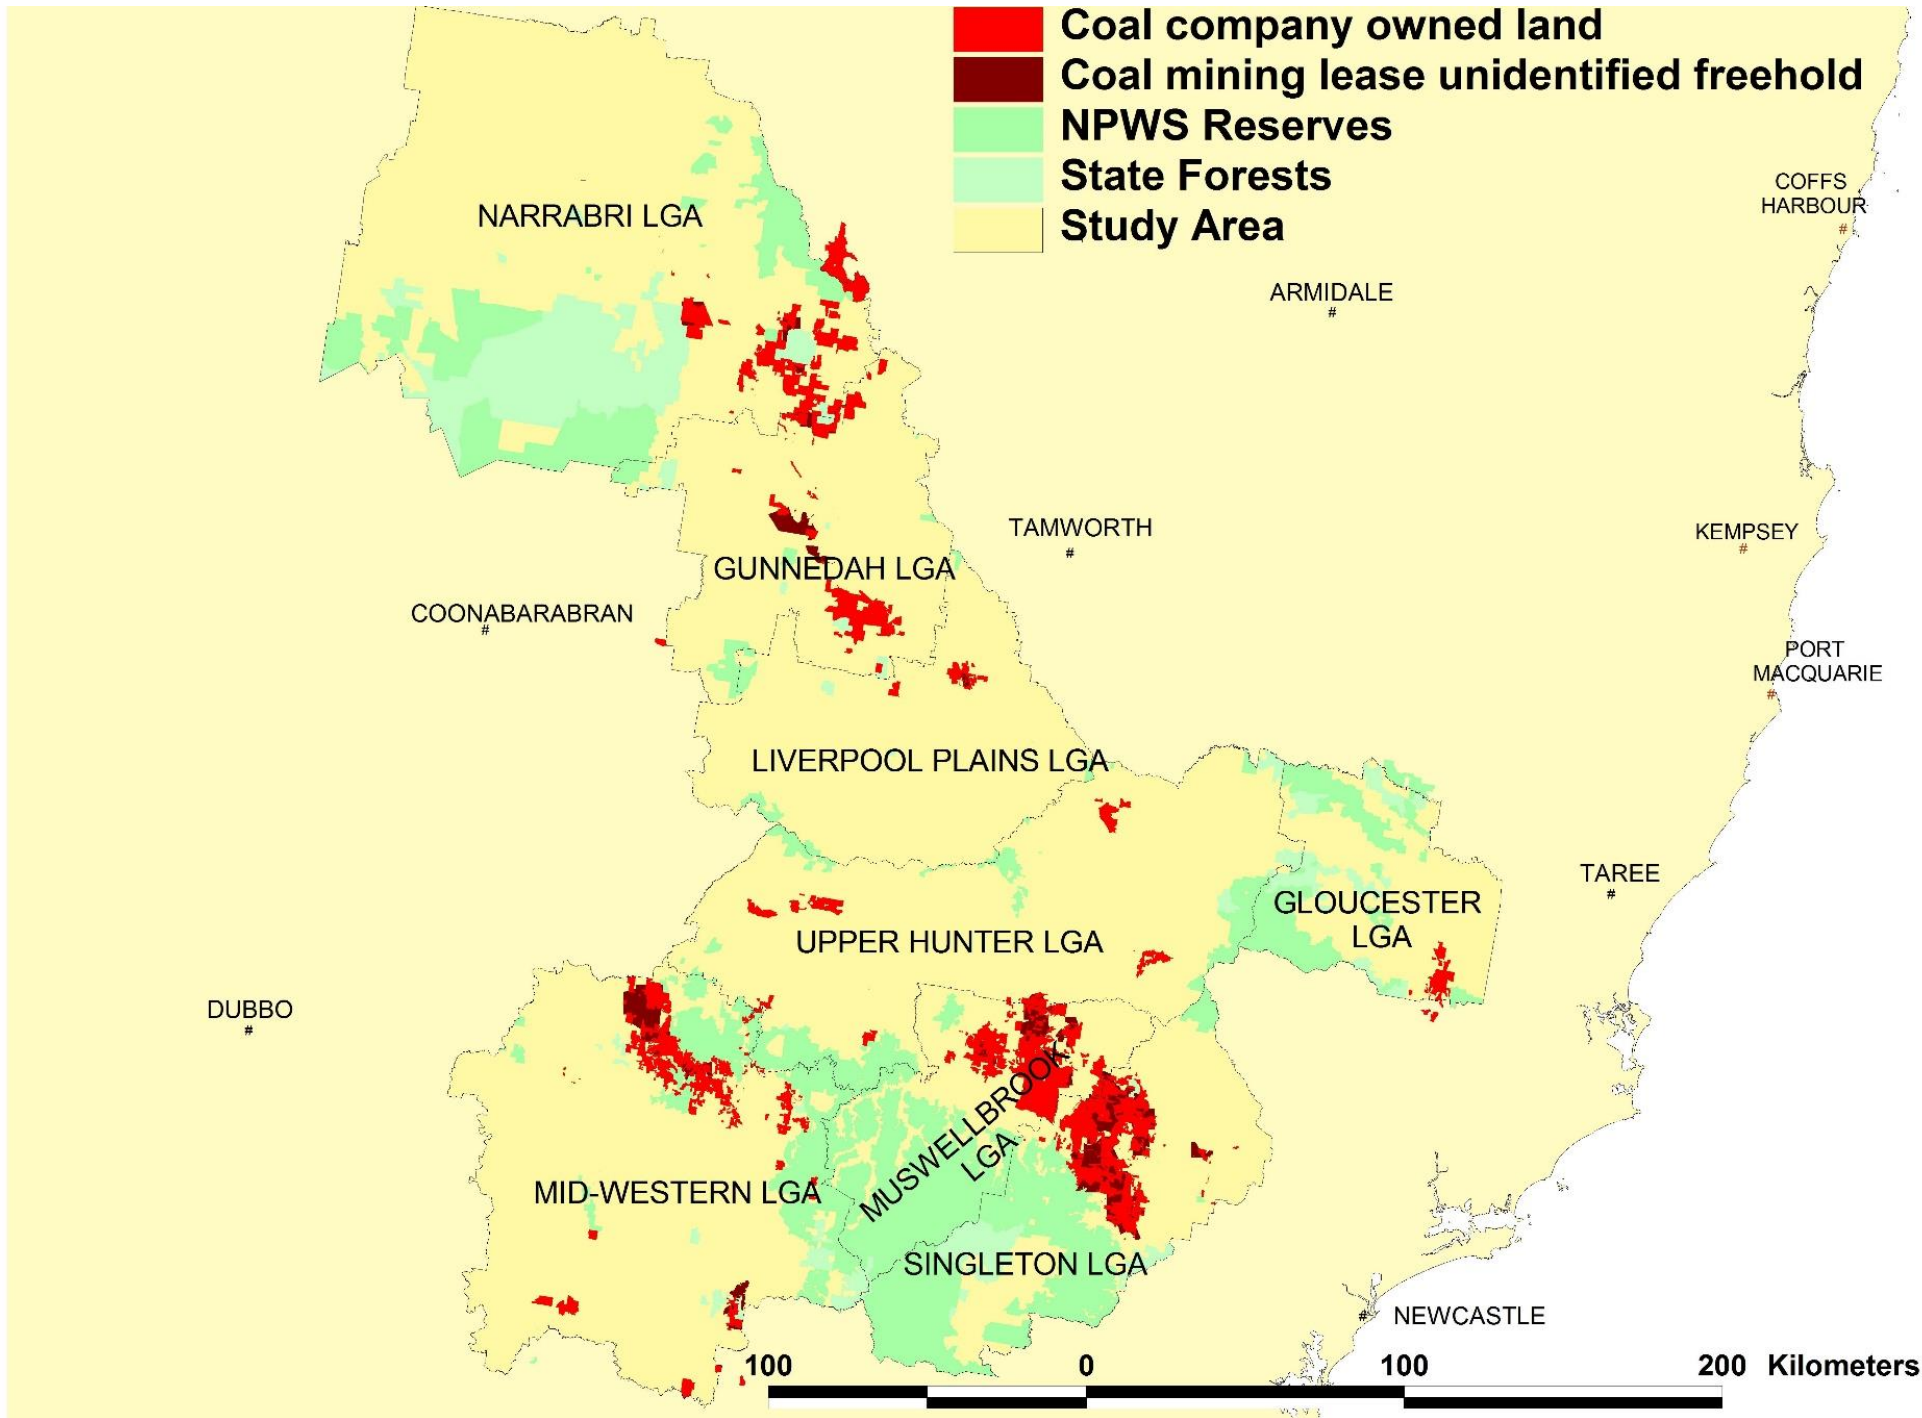 Coal company owned land
Coal mining lease unidentified freehold
NPWS Reserves
State Forests
Study Area
COFFS
HARBOUR
#
NARRABRI LGA
ARMIDALE
#
TAMWORTH
#
KEMPSEY
#
GUNNEDAH LGA
COONABARABRAN
#
PORT
MACQUARIE
#
LIVERPOOL PLAINS LGA
TAREE
#
GLOUCESTER
LGA
UPPER HUNTER LGA
DUBBO
#
MUSWELLBROOK
LGA
MID-WESTERN LGA
SINGLETON LGA
# NEWCASTLE
100 0 100 200 Kilometers